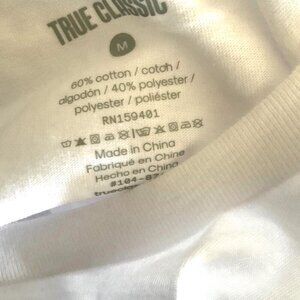 TRUE CLASSIC
M
60% cotton / coton /
algodón / 40% polyester /
polyester / poliéster
RN159401
Made in China
Fabriqué en Chine
Hecho en China